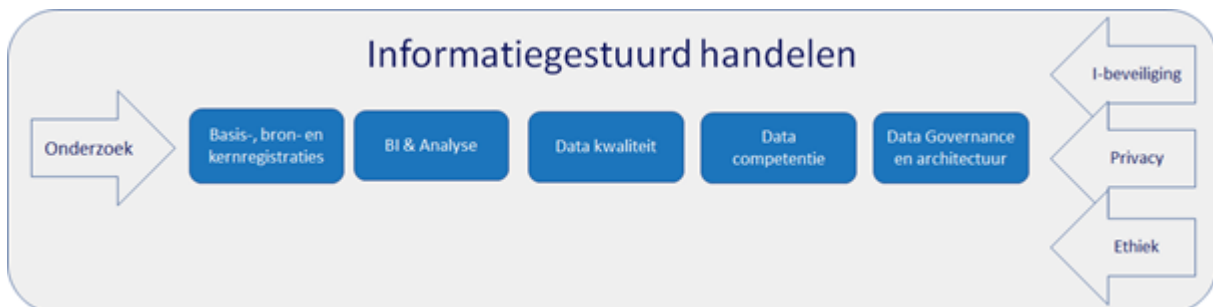 Informatiegestuurd handelen
Onderzoek
Basis-, bron- en
kernregistraties
BI & Analyse
Data kwaliteit
Data
competentie
Data Governance
en architectuur
I-beveiliging
Privacy
Ethiek